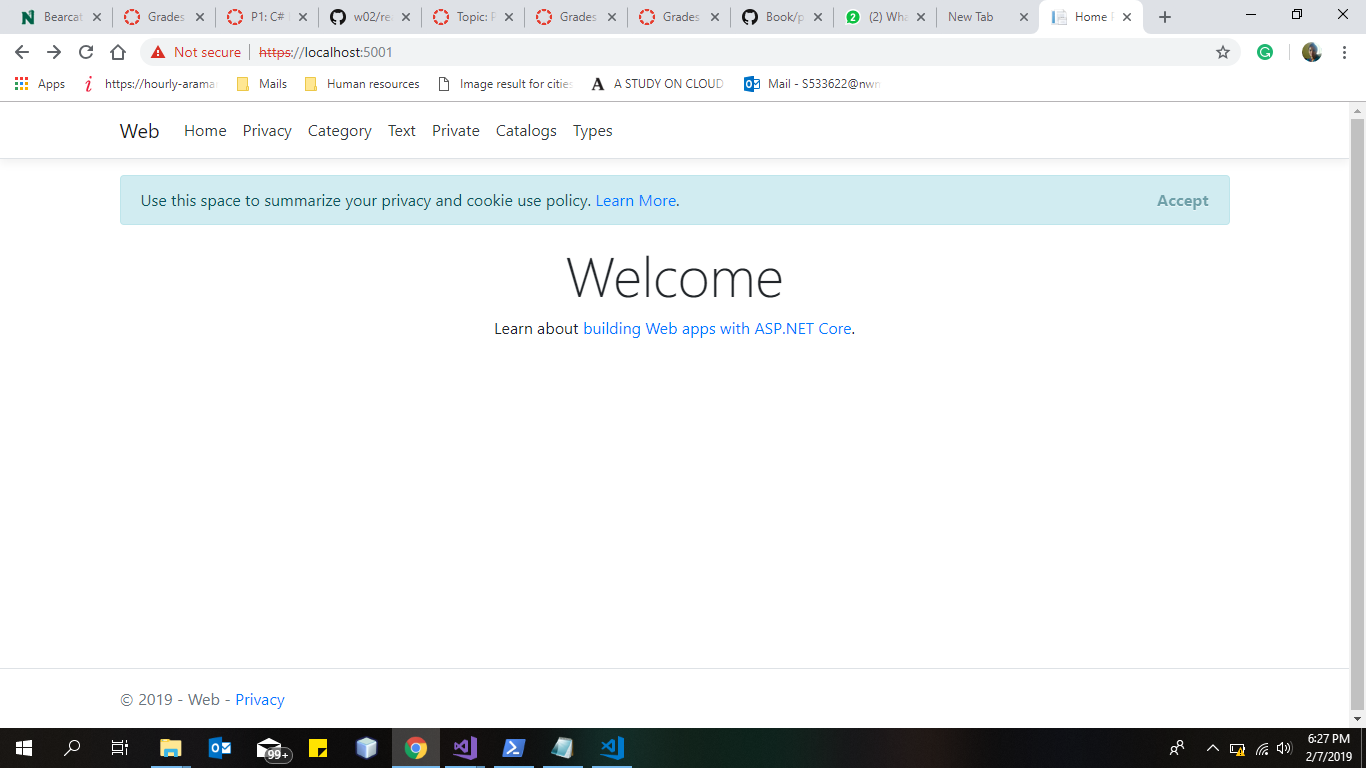 Bearcat Grades P1: C# w02/re Topic: Grades Grades Book/p (2) Wha New Tab Home
Not secure https://localhost:5001
Apps https://hourly-arama Mails Human resources Image result for cities A STUDY ON CLOUD Mail - S533622@nwm
Web Home Privacy Category Text Private Catalogs Types
Use this space to summarize your privacy and cookie use policy. Learn More. Accept
Welcome
Learn about building Web apps with ASP.NET Core.
© 2019 - Web - Privacy
99+
6:27 PM
2/7/2019